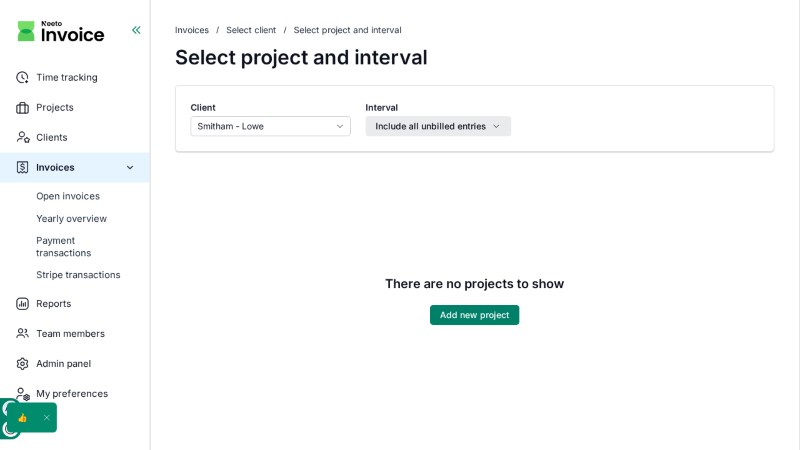 Neeto
Invoice
Time tracking
Projects
Clients
Invoices
Open invoices
Yearly overview
Payment
transactions
Stripe transactions
Reports
Team members
Admin panel
My preferences
Invoices / Select client / Select project and interval
Select project and interval
Client
Smitham - Lowe
Interval
Include all unbilled entries
There are no projects to show
Add new project